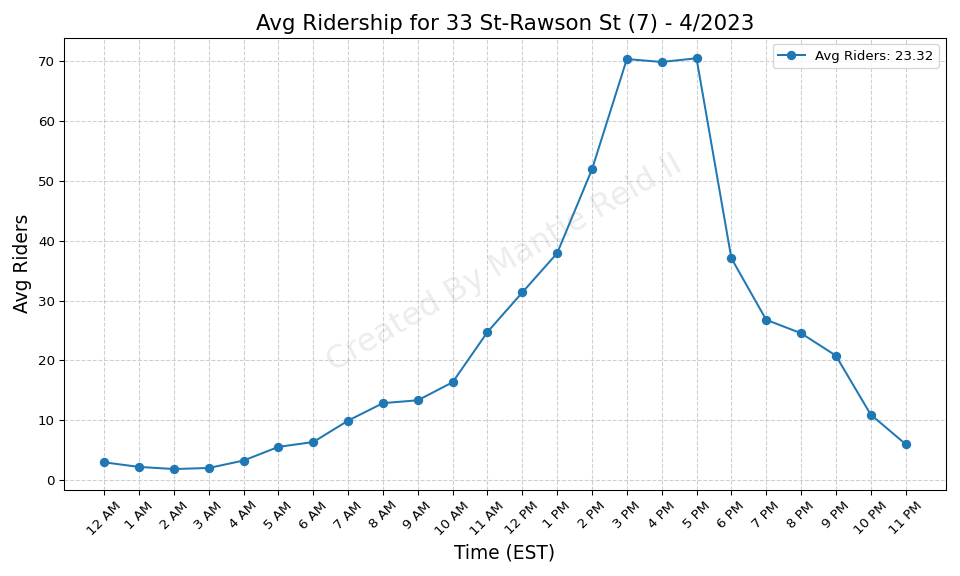 Avg Ridership for 33 St-Rawson St (7) - 4/2023
Avg Riders: 23.32
Avg Riders
70
60
50
40
30
20
10
0
Created By Mantie Reid II
12 AM
1 AM
2 AM
3 AM
4 AM
5 AM
6 AM
7 AM
8 AM
9 AM
10 AM
11 AM
12 PM
1 PM
2 PM
3 PM
4 PM
5 PM
6 PM
7 PM
8 PM
9 PM
10 PM
11 PM
Time (EST)